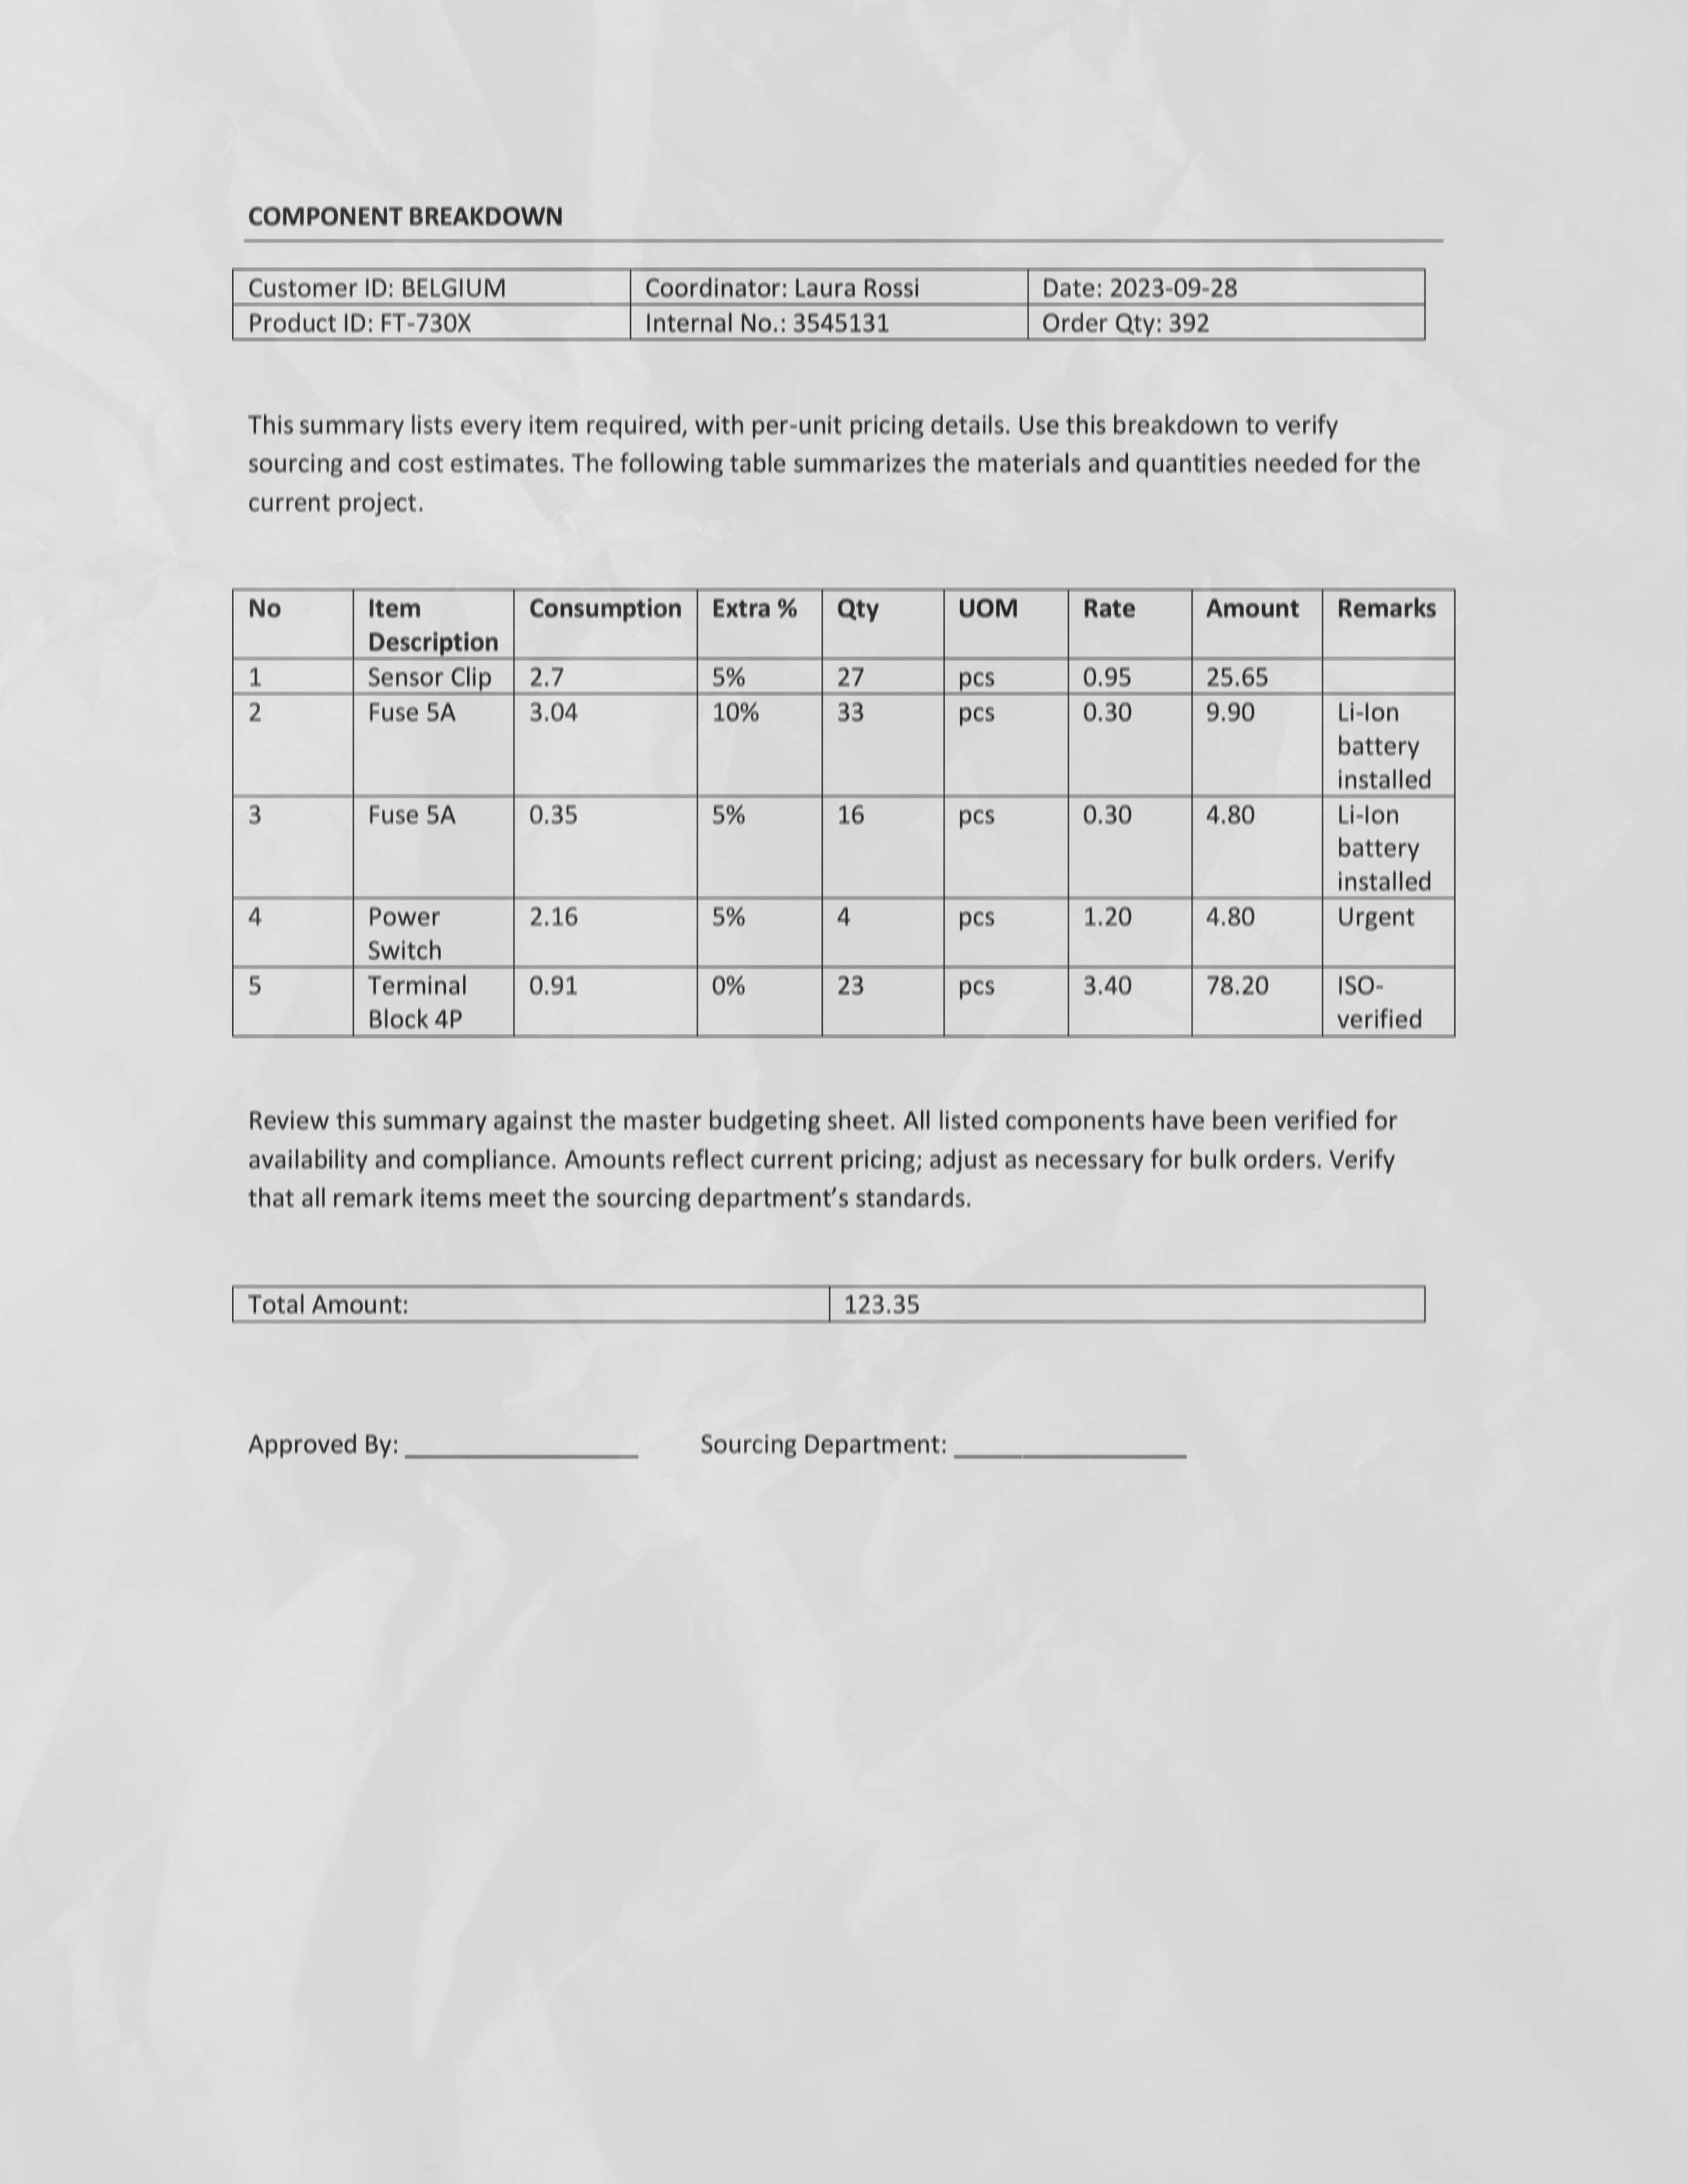 COMPONENT BREAKDOWN
Customer ID: BELGIUM Coordinator: Laura Rossi Date: 2023-09-28
Product ID: FT-730X Internal No.: 3545131 Order Qty: 392
This summary lists every item required, with per-unit pricing details. Use this breakdown to verify
sourcing and cost estimates. The following table summarizes the materials and quantities needed for the
current project.
No Item Description Consumption Extra % Qty UOM Rate Amount Remarks
1 Sensor Clip 2.7 5% 27 pcs 0.95 25.65
2 Fuse 5A 3.04 10% 33 pcs 0.30 9.90 Li-Ion battery installed
3 Fuse 5A 0.35 5% 16 pcs 0.30 4.80 Li-Ion battery installed
4 Power Switch 2.16 5% 4 pcs 1.20 4.80 Urgent
5 Terminal Block 4P 0.91 0% 23 pcs 3.40 78.20 ISO-verified
Review this summary against the master budgeting sheet. All listed components have been verified for
availability and compliance. Amounts reflect current pricing; adjust as necessary for bulk orders. Verify
that all remark items meet the sourcing department’s standards.
Total Amount: 123.35
Approved By: __________________ Sourcing Department: __________________